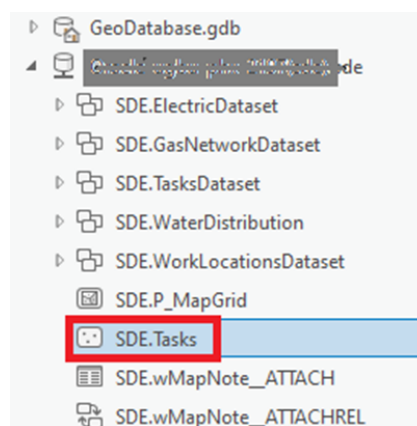 GeoDatabase.gdb
de
SDE.ElectricDataset
SDE.GasNetworkDataset
SDE.TasksDataset
SDE.WaterDistribution
SDE.WorkLocationsDataset
SDE.P_MapGrid
SDE.Tasks
SDE.wMapNote__ATTACH
SDE.wMapNote__ATTACHREL